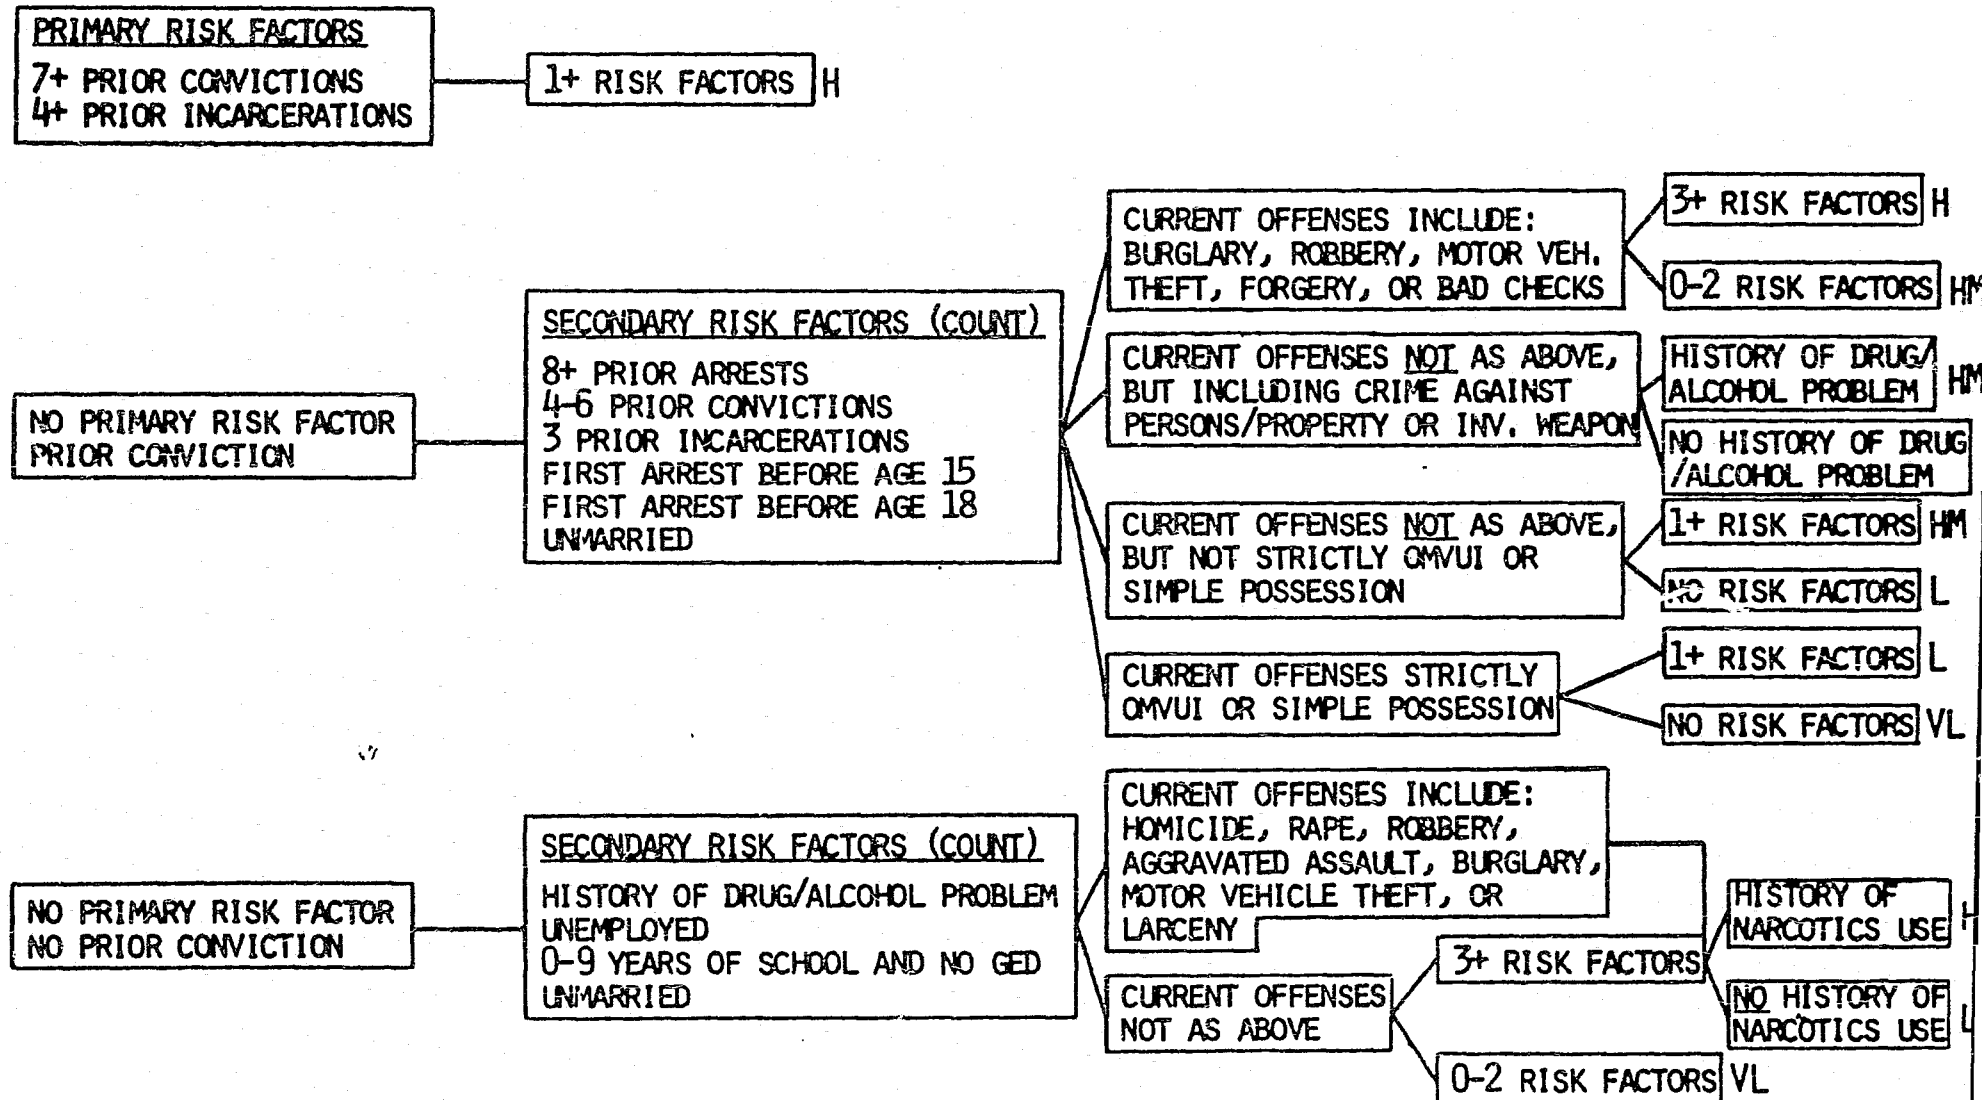 PRIMARY RISK FACTORS
7+ PRIOR CONVICTIONS
4+ PRIOR INCARCERATIONS
1+ RISK FACTORS H
NO PRIMARY RISK FACTOR
PRIOR CONVICTION
SECONDARY RISK FACTORS (COUNT)
8+ PRIOR ARRESTS
4-6 PRIOR CONVICTIONS
3 PRIOR INCARCERATIONS
FIRST ARREST BEFORE AGE 15
FIRST ARREST BEFORE AGE 18
UNMARRIED
CURRENT OFFENSES INCLUDE:
BURGLARY, ROBBERY, MOTOR VEH.
THEFT, FORGERY, OR BAD CHECKS
3+ RISK FACTORS H
0-2 RISK FACTORS HM
CURRENT OFFENSES NOT AS ABOVE,
BUT INCLUDING CRIME AGAINST
PERSONS/PROPERTY OR INV. WEAPON
HISTORY OF DRUG/
ALCOHOL PROBLEM HM
NO HISTORY OF DRUG
/ALCOHOL PROBLEM
CURRENT OFFENSES NOT AS ABOVE,
BUT NOT STRICTLY OMVUI OR
SIMPLE POSSESSION
1+ RISK FACTORS HM
NO RISK FACTORS L
CURRENT OFFENSES STRICTLY
OMVUI OR SIMPLE POSSESSION
1+ RISK FACTORS L
NO RISK FACTORS VL
NO PRIMARY RISK FACTOR
NO PRIOR CONVICTION
SECONDARY RISK FACTORS (COUNT)
HISTORY OF DRUG/ALCOHOL PROBLEM
UNEMPLOYED
0-9 YEARS OF SCHOOL AND NO GED
UNMARRIED
CURRENT OFFENSES INCLUDE:
HOMICIDE, RAPE, ROBBERY,
AGGRAVATED ASSAULT, BURGLARY,
MOTOR VEHICLE THEFT, OR
LARCENY
CURRENT OFFENSES
NOT AS ABOVE
3+ RISK FACTORS
0-2 RISK FACTORS VL
HISTORY OF
NARCOTICS USE
NO HISTORY OF
NARCOTICS USE